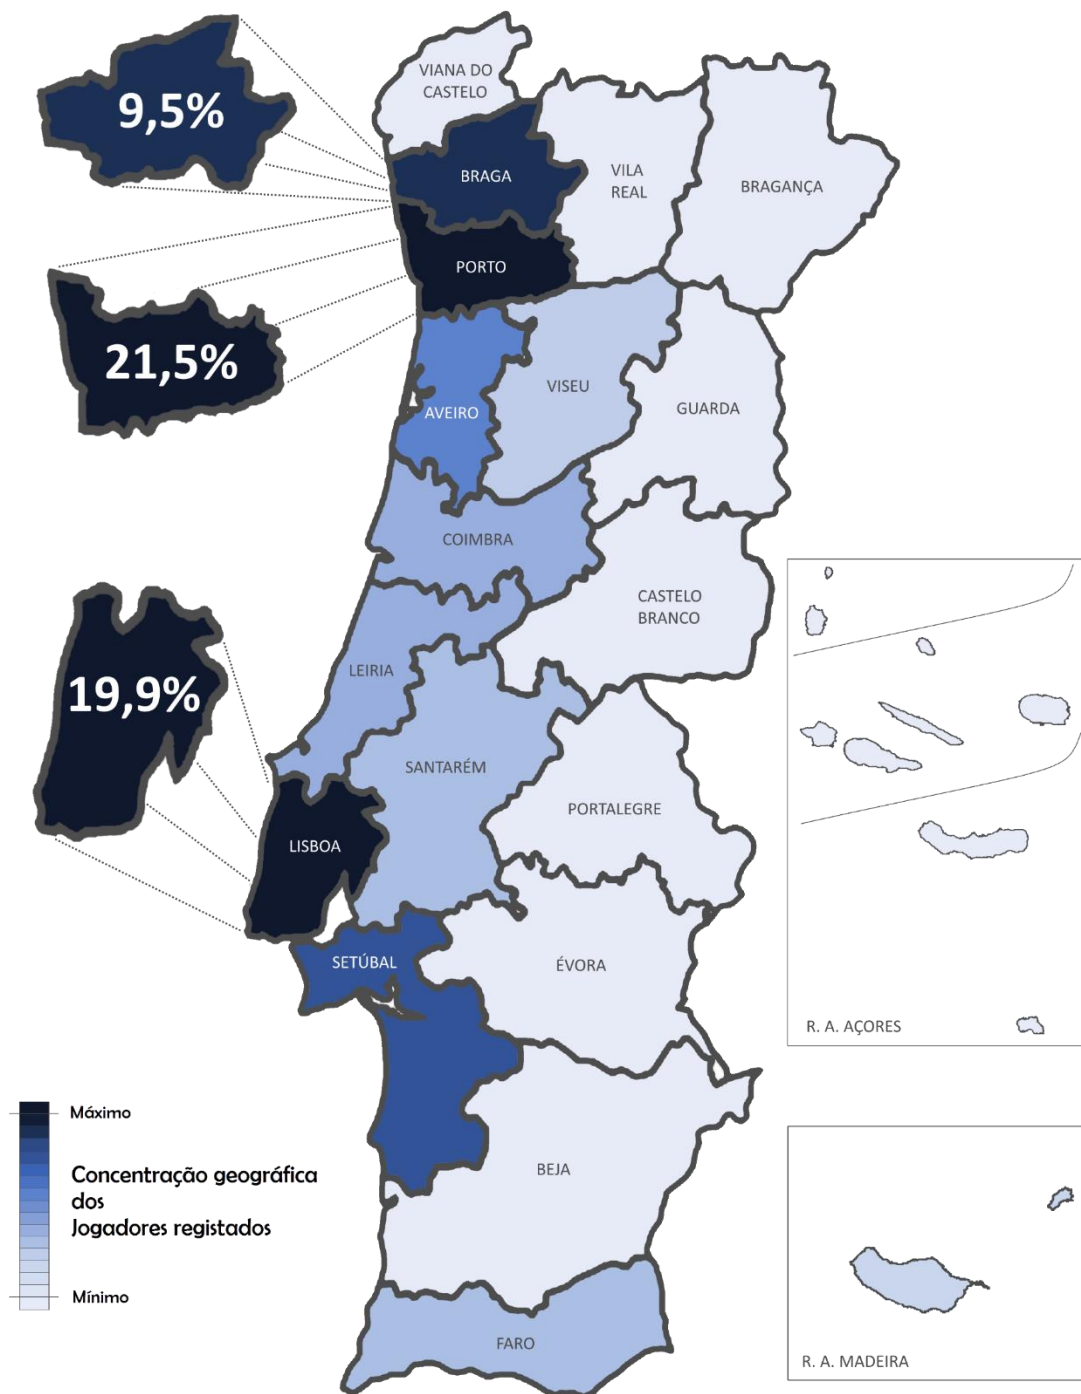 VIANA DO
CASTELO
9,5%
BRAGA
VILA
REAL
BRAGANÇA
PORTO
21,5%
VISEU
AVEIRO
GUARDA
COIMBRA
CASTELO
BRANCO
LEIRIA
19,9%
SANTARÉM
PORTALEGRE
LISBOA
SETÚBAL
ÉVORA
R. A. AÇORES
Máximo
Concentração geográfica
dos
Jogadores registados
Mínimo
BEJA
FARO
R. A. MADEIRA